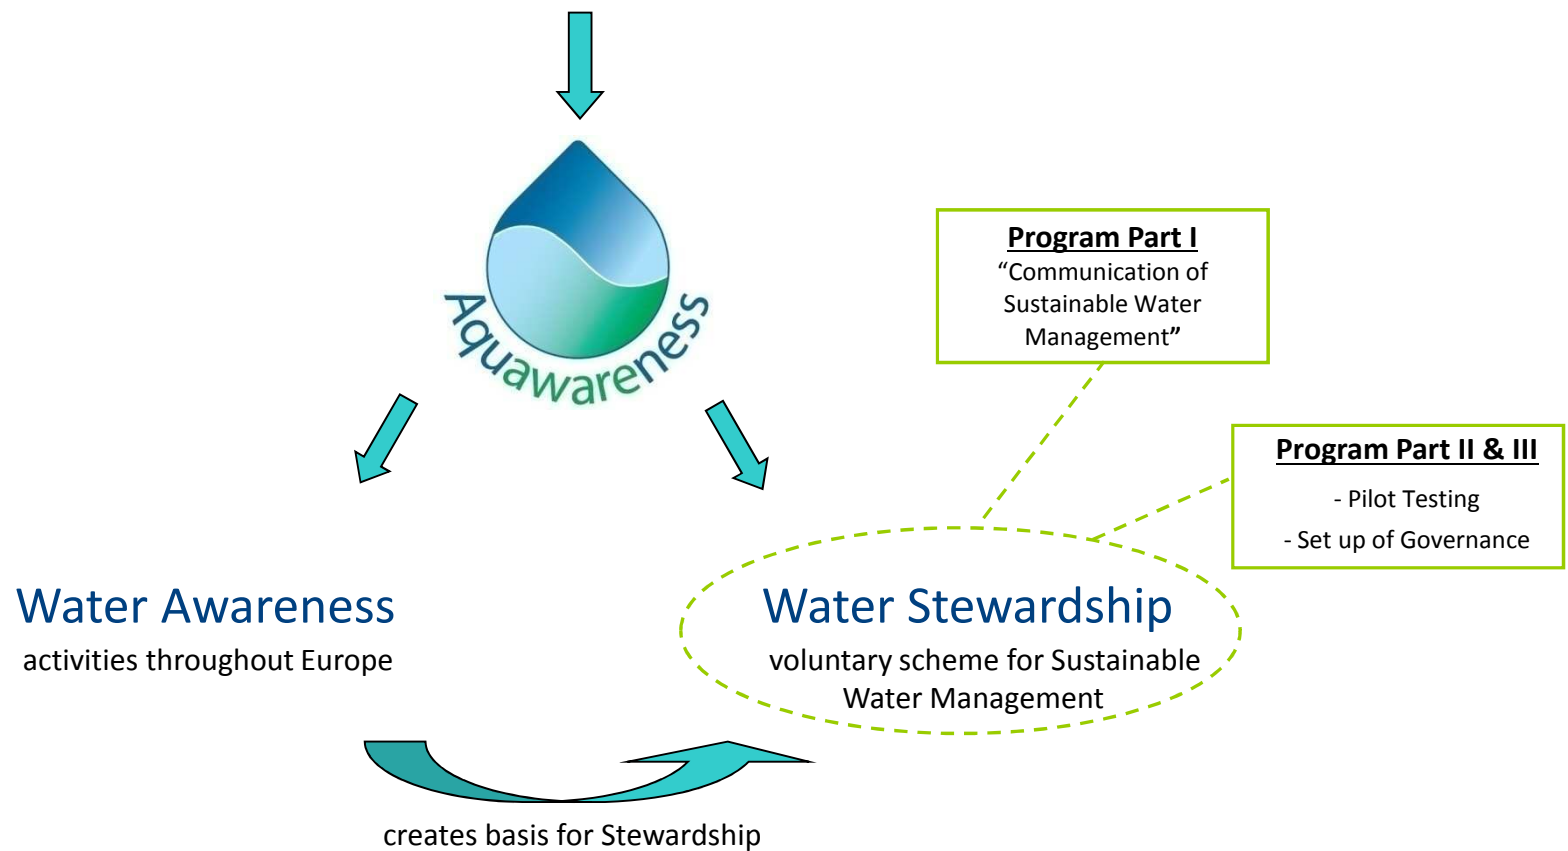 Aquawareness
Program Part I
“Communication of
Sustainable Water
Management”
Program Part II & III
- Pilot Testing
- Set up of Governance
Water Awareness
activities throughout Europe
Water Stewardship
voluntary scheme for Sustainable
Water Management
creates basis for Stewardship